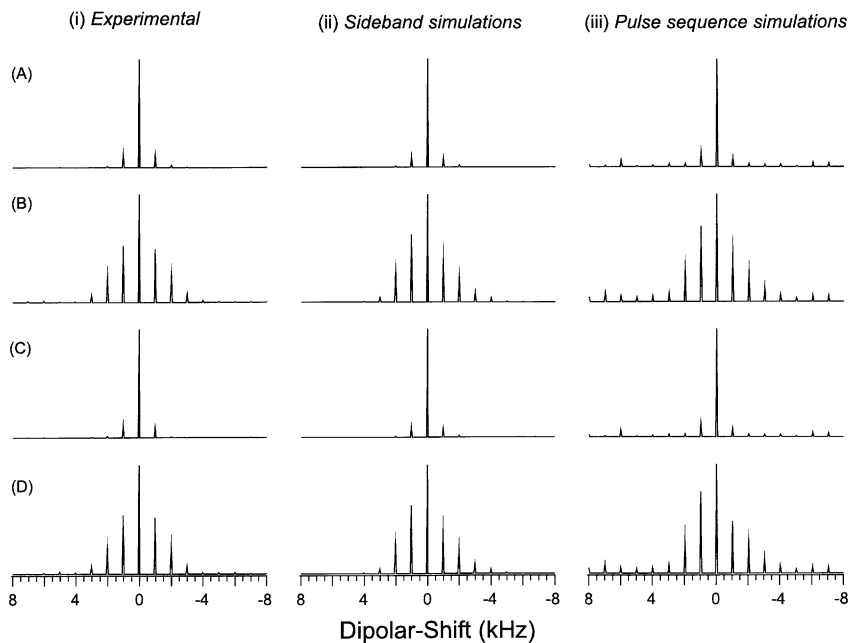 (i) Experimental (ii) Sideband simulations (iii) Pulse sequence simulations
(A)
(B)
(C)
(D)
8 4 0 -4 -8 8 4 0 -4 -8 8 4 0 -4 -8
Dipolar-Shift (kHz)